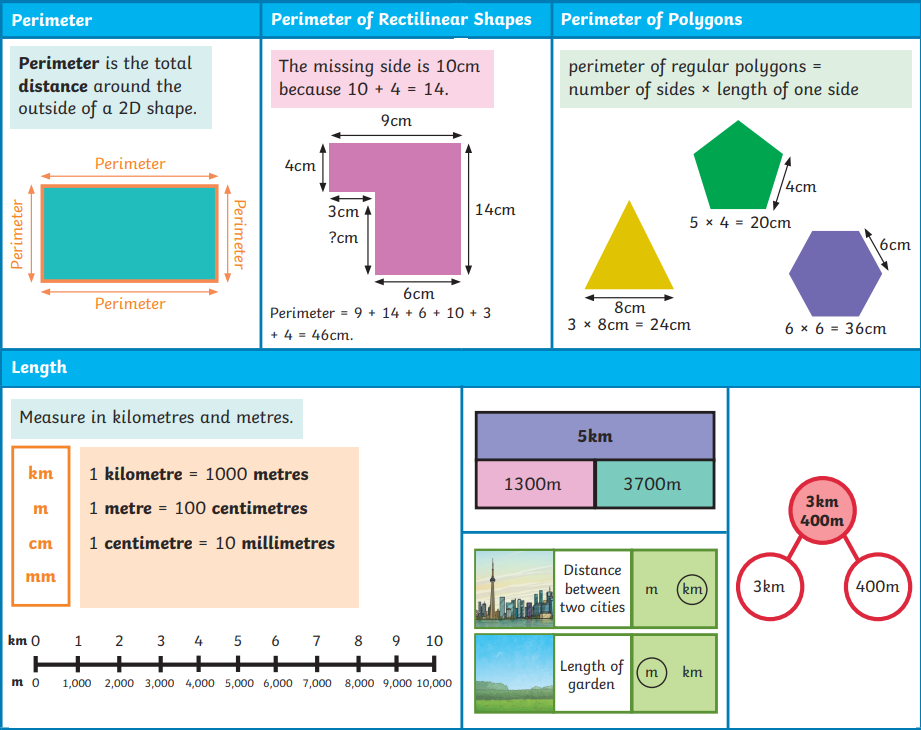 Perimeter
Perimeter of Rectilinear Shapes
Perimeter of Polygons
Perimeter is the total
distance around the
outside of a 2D shape.
Perimeter
Perimeter
Perimeter
Perimeter
The missing side is 10cm
because 10 + 4 = 14.
9cm
4cm
3cm
14cm
?cm
6cm
Perimeter = 9 + 14 + 6 + 10 + 3
+ 4 = 46cm.
perimeter of regular polygons =
number of sides × length of one side
4cm
5 × 4 = 20cm
8cm
3 × 8cm = 24cm
6cm
6 × 6 = 36cm
Length
Measure in kilometres and metres.
km
m
cm
mm
1 kilometre = 1000 metres
1 metre = 100 centimetres
1 centimetre = 10 millimetres
km 0 1 2 3 4 5 6 7 8 9 10
m 0 1,000 2,000 3,000 4,000 5,000 6,000 7,000 8,000 9,000 10,000
5km
1300m 3700m
Distance
between
two cities
m km
Length of
garden
m km
3km
400m
3km 400m